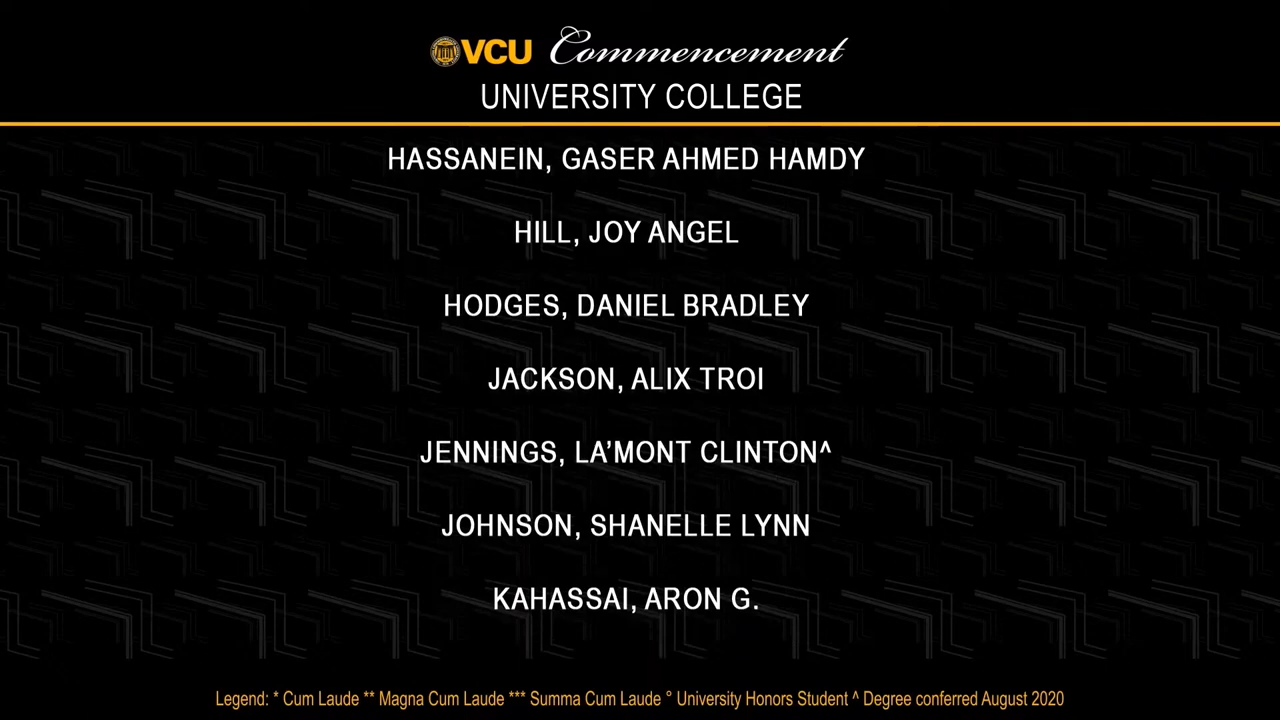 VCU Commencement
UNIVERSITY COLLEGE
HASSANEIN, GASER AHMED HAMDY
HILL, JOY ANGEL
HODGES, DANIEL BRADLEY
JACKSON, ALIX TROI
JENNINGS, LA’MONT CLINTON^
JOHNSON, SHANELLE LYNN
KAHASSAI, ARON G.
Legend: * Cum Laude ** Magna Cum Laude *** Summa Cum Laude ° University Honors Student ^ Degree conferred August 2020